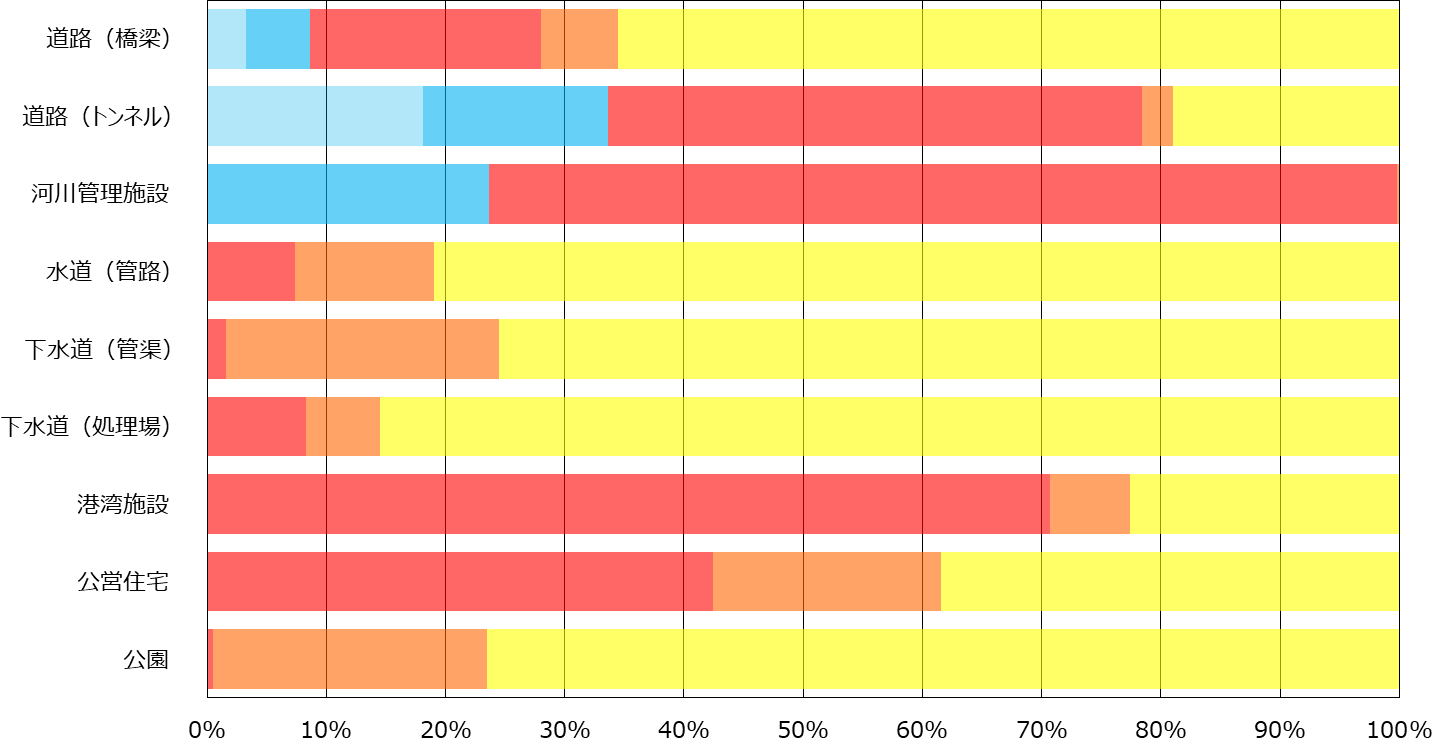 道路（橋梁）
道路（トンネル）
河川管理施設
水道（管路）
下水道（管渠）
下水道（処理場）
港湾施設
公営住宅
公園
0% 10% 20% 30% 40% 50% 60% 70% 80% 90% 100%